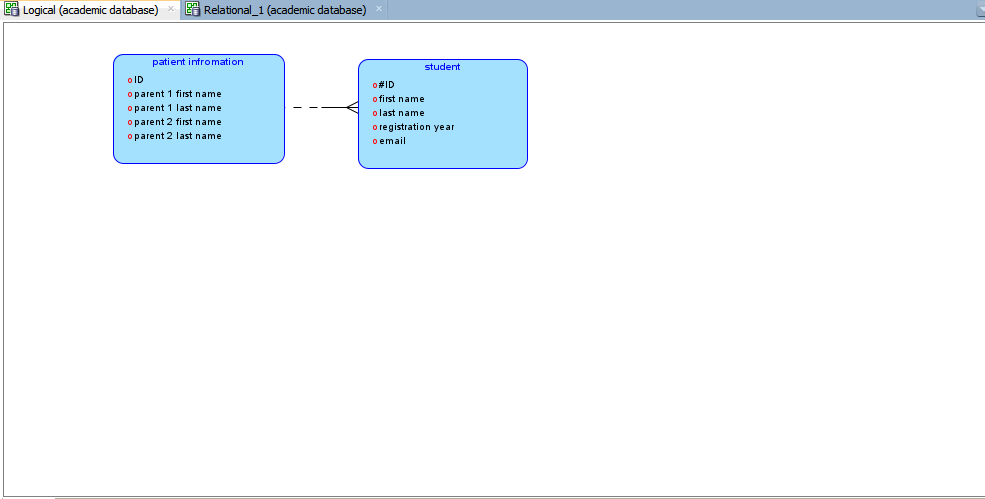 Logical (academic database) Relational_1 (academic database)
patient infromation
ID
parent 1 first name
parent 1 last name
parent 2 first name
parent 2 last name
student
#ID
first name
last name
registration year
email